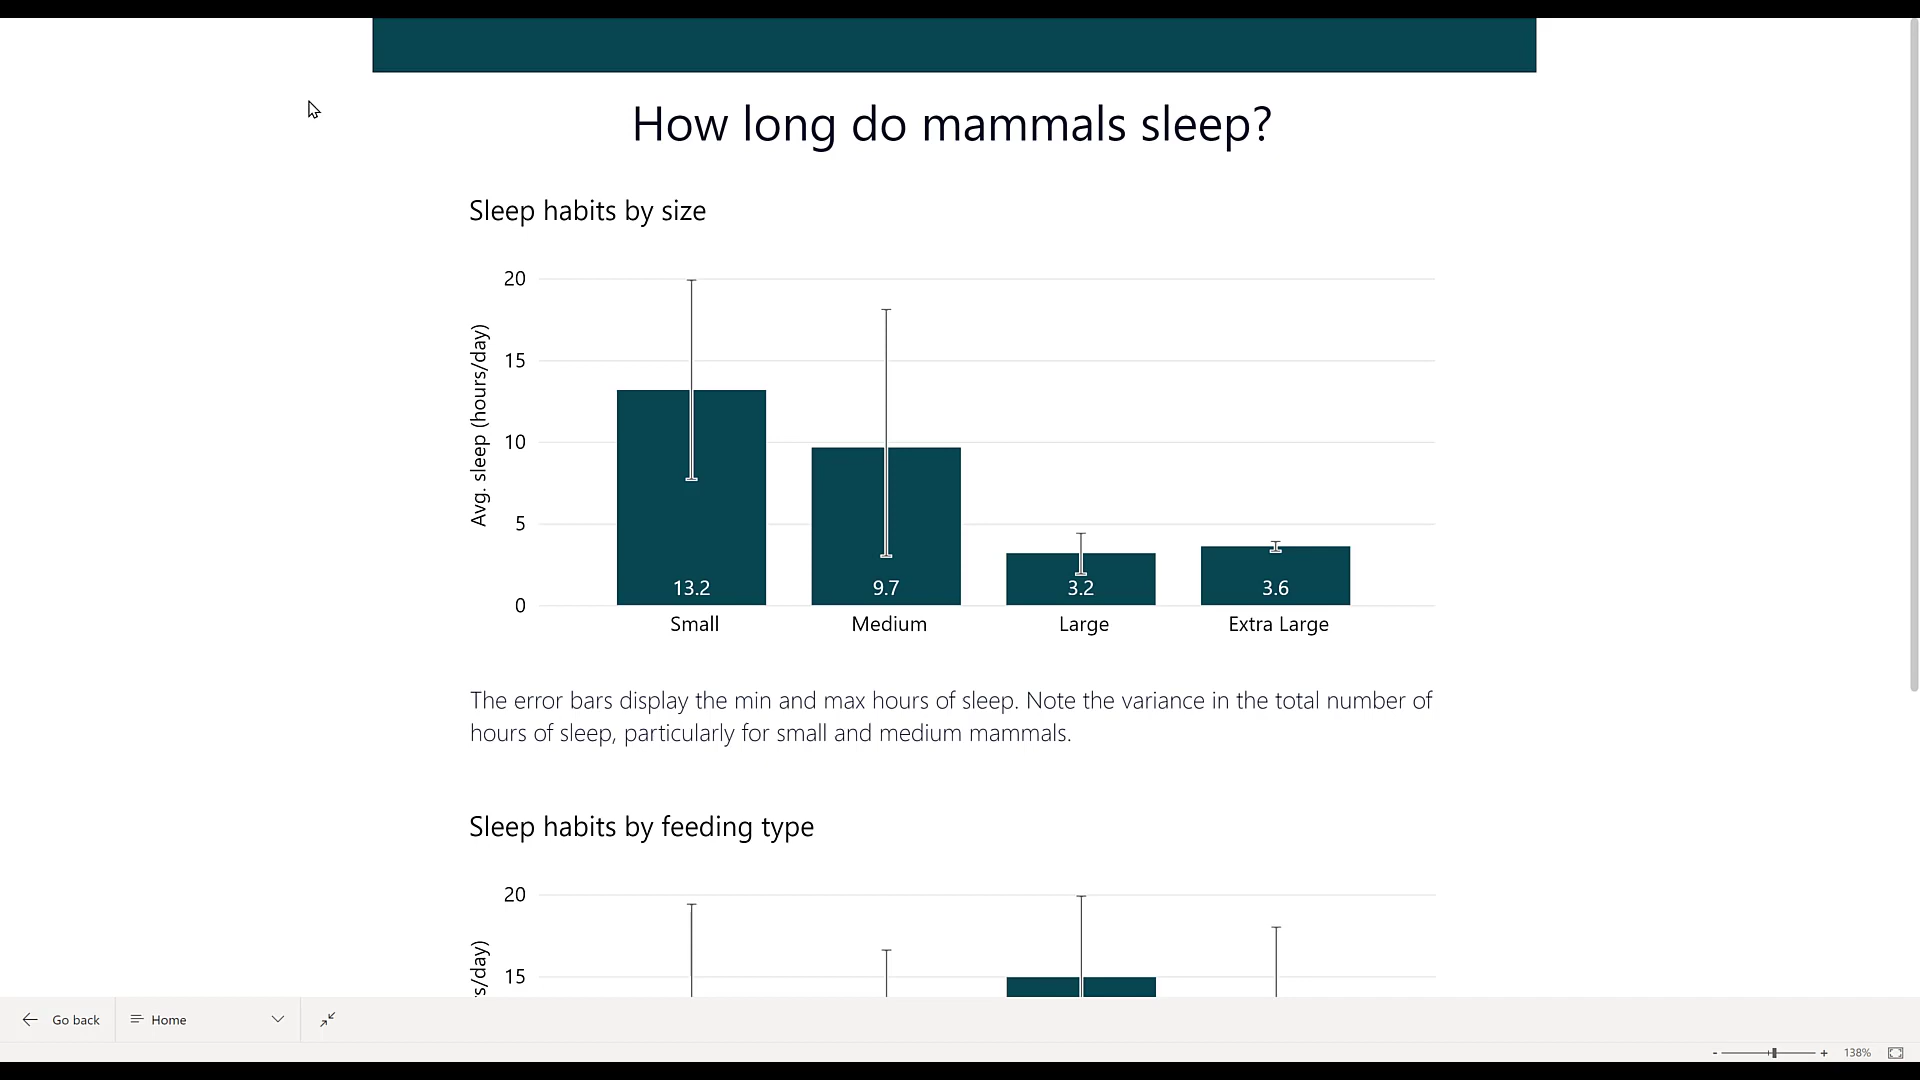 How long do mammals sleep?
Sleep habits by size
Avg. sleep (hours/day)
20
15
10
5
0
13.2
9.7
3.2
3.6
Small
Medium
Large
Extra Large
The error bars display the min and max hours of sleep. Note the variance in the total number of
hours of sleep, particularly for small and medium mammals.
Sleep habits by feeding type
20
15
s/day)
Go back
Home
- + 138%